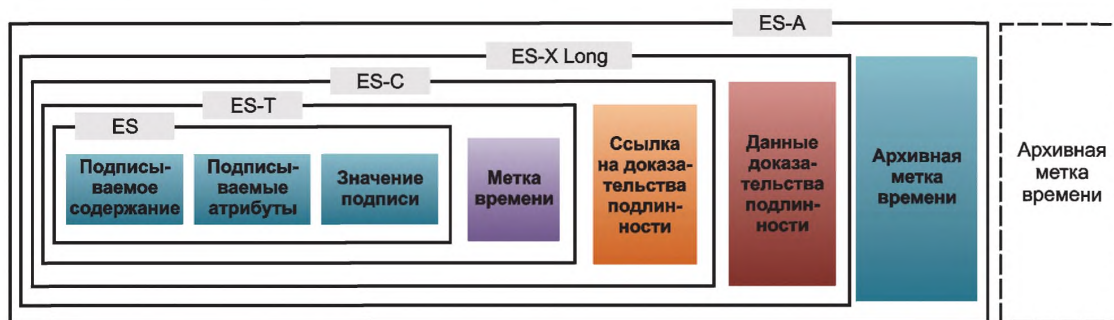 ES-A
ES-X Long
ES-C
ES-T
ES
Подписы-
ваемое
содержание
Подписы-
ваемые
атрибуты
Значение
подписи
Метка
времени
Ссылка
на доказа-
тельства
подлин-
ности
Данные
доказа-
тельства
подлин-
ности
Архивная
метка
времени
Архивная
метка
времени